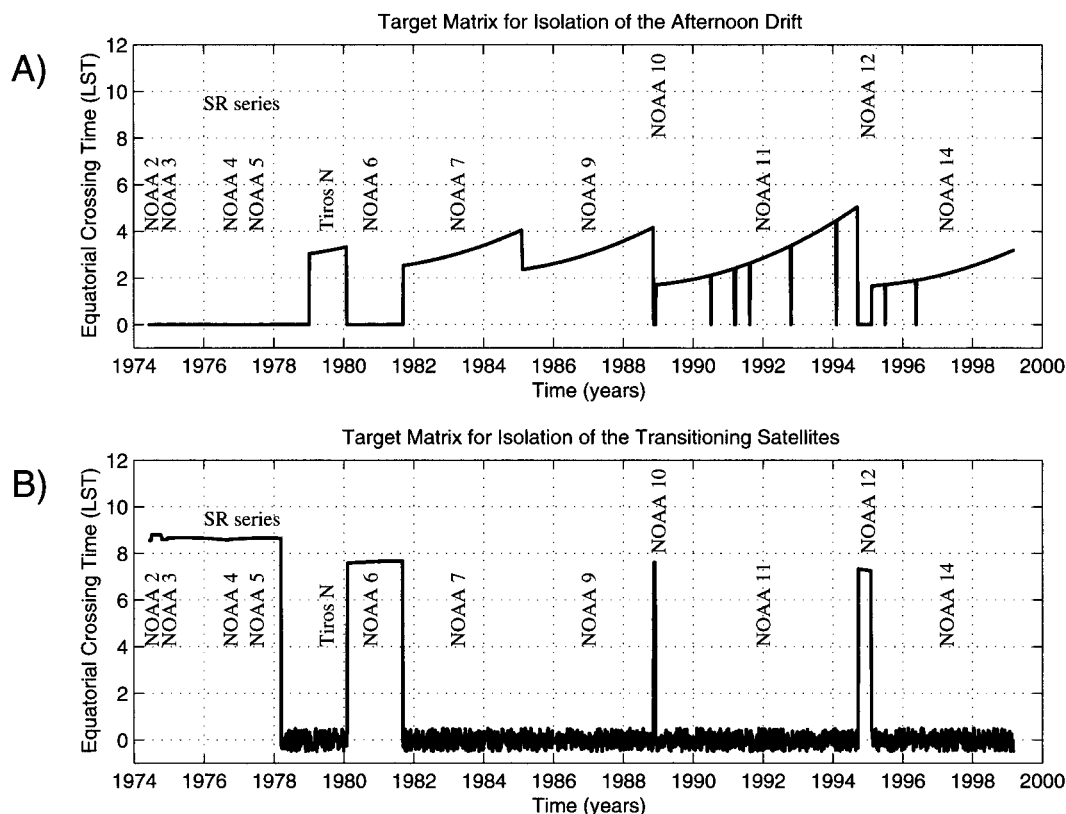 A)
Target Matrix for Isolation of the Afternoon Drift
Equatorial Crossing Time (LST)
12
10
8
6
4
2
0
SR series
NOAA 2
NOAA 3
NOAA 4
NOAA 5
Tiros N
NOAA 6
NOAA 7
NOAA 9
NOAA 10
NOAA 11
NOAA 12
NOAA 14
1974 1976 1978 1980 1982 1984 1986 1988 1990 1992 1994 1996 1998 2000
Time (years)
B)
Target Matrix for Isolation of the Transitioning Satellites
Equatorial Crossing Time (LST)
12
10
8
6
4
2
0
SR series
NOAA 2
NOAA 3
NOAA 4
NOAA 5
Tiros N
NOAA 6
NOAA 7
NOAA 9
NOAA 10
NOAA 11
NOAA 12
NOAA 14
1974 1976 1978 1980 1982 1984 1986 1988 1990 1992 1994 1996 1998 2000
Time (years)